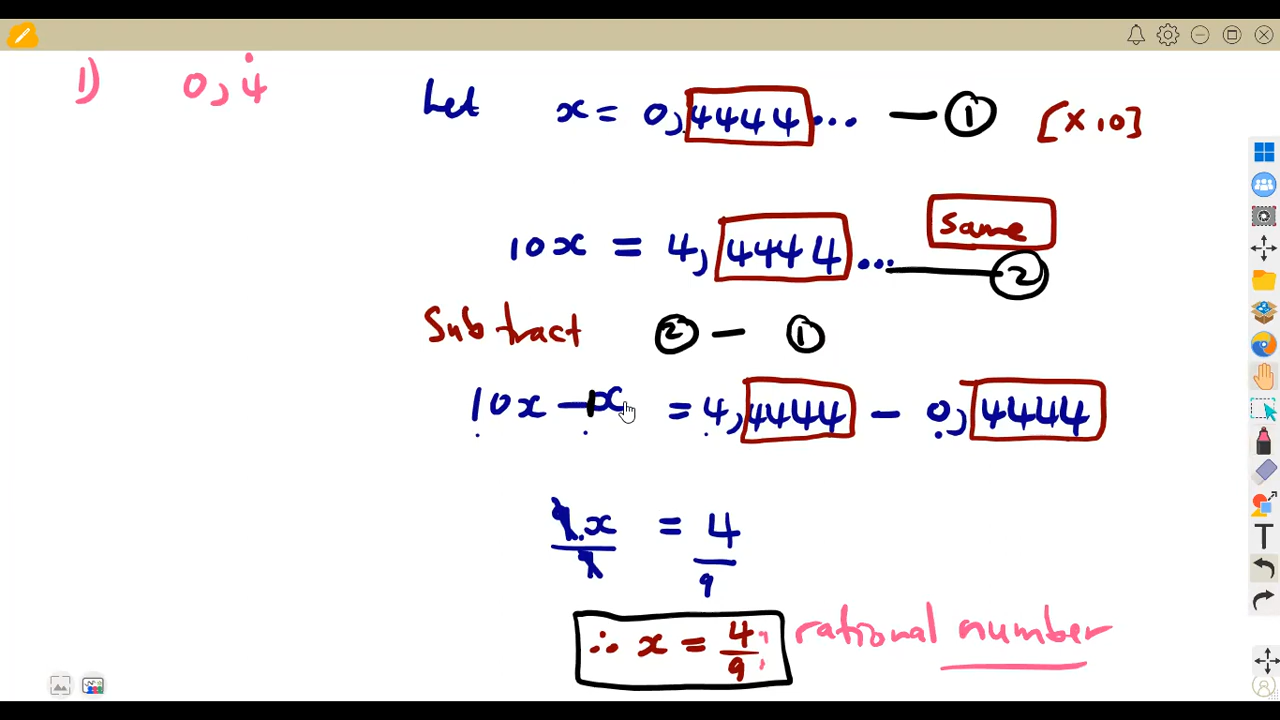 1) 0,4̇
Let x = 0,4444... — ① [×10]
10x = 4,4444... — ② Same
Subtract ② — ①
10x — 1x = 4,4444 — 0,4444
9x/9 = 4/9
∴ x = 4/9 rational number
T